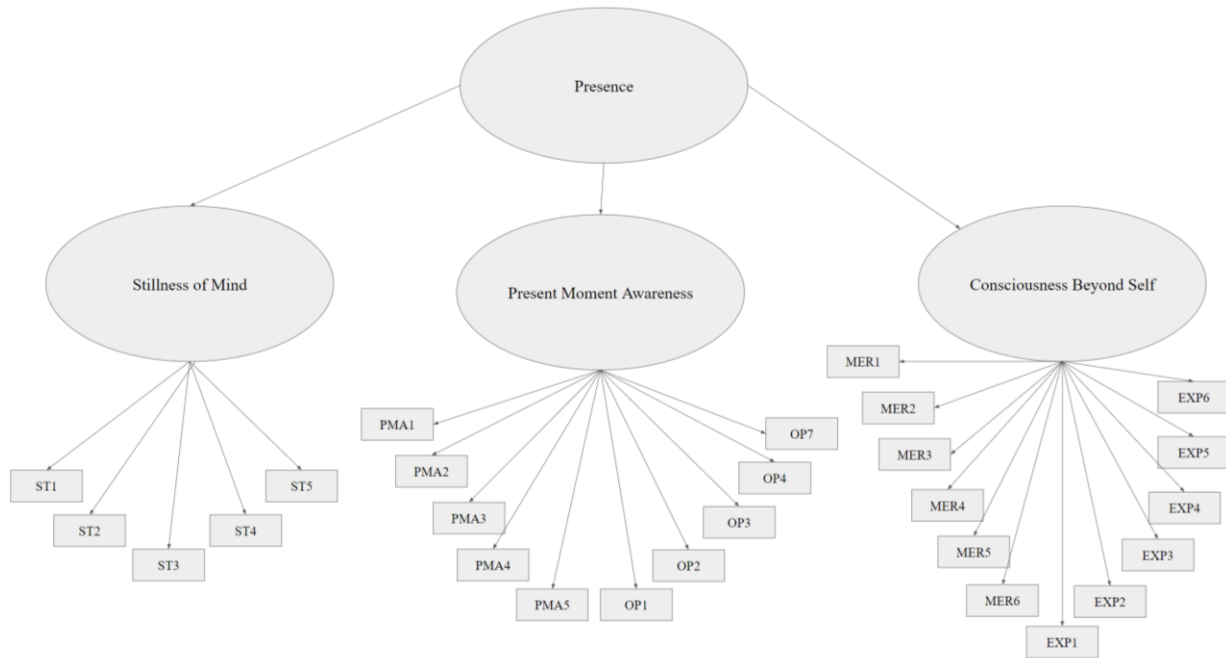 Presence
Stillness of Mind
Present Moment Awareness
Consciousness Beyond Self
ST1
ST2
ST3
ST4
ST5
PMA1
PMA2
PMA3
PMA4
PMA5
OP1
OP2
OP3
OP4
OP7
MER1
MER2
MER3
MER4
MER5
MER6
EXP1
EXP2
EXP3
EXP4
EXP5
EXP6